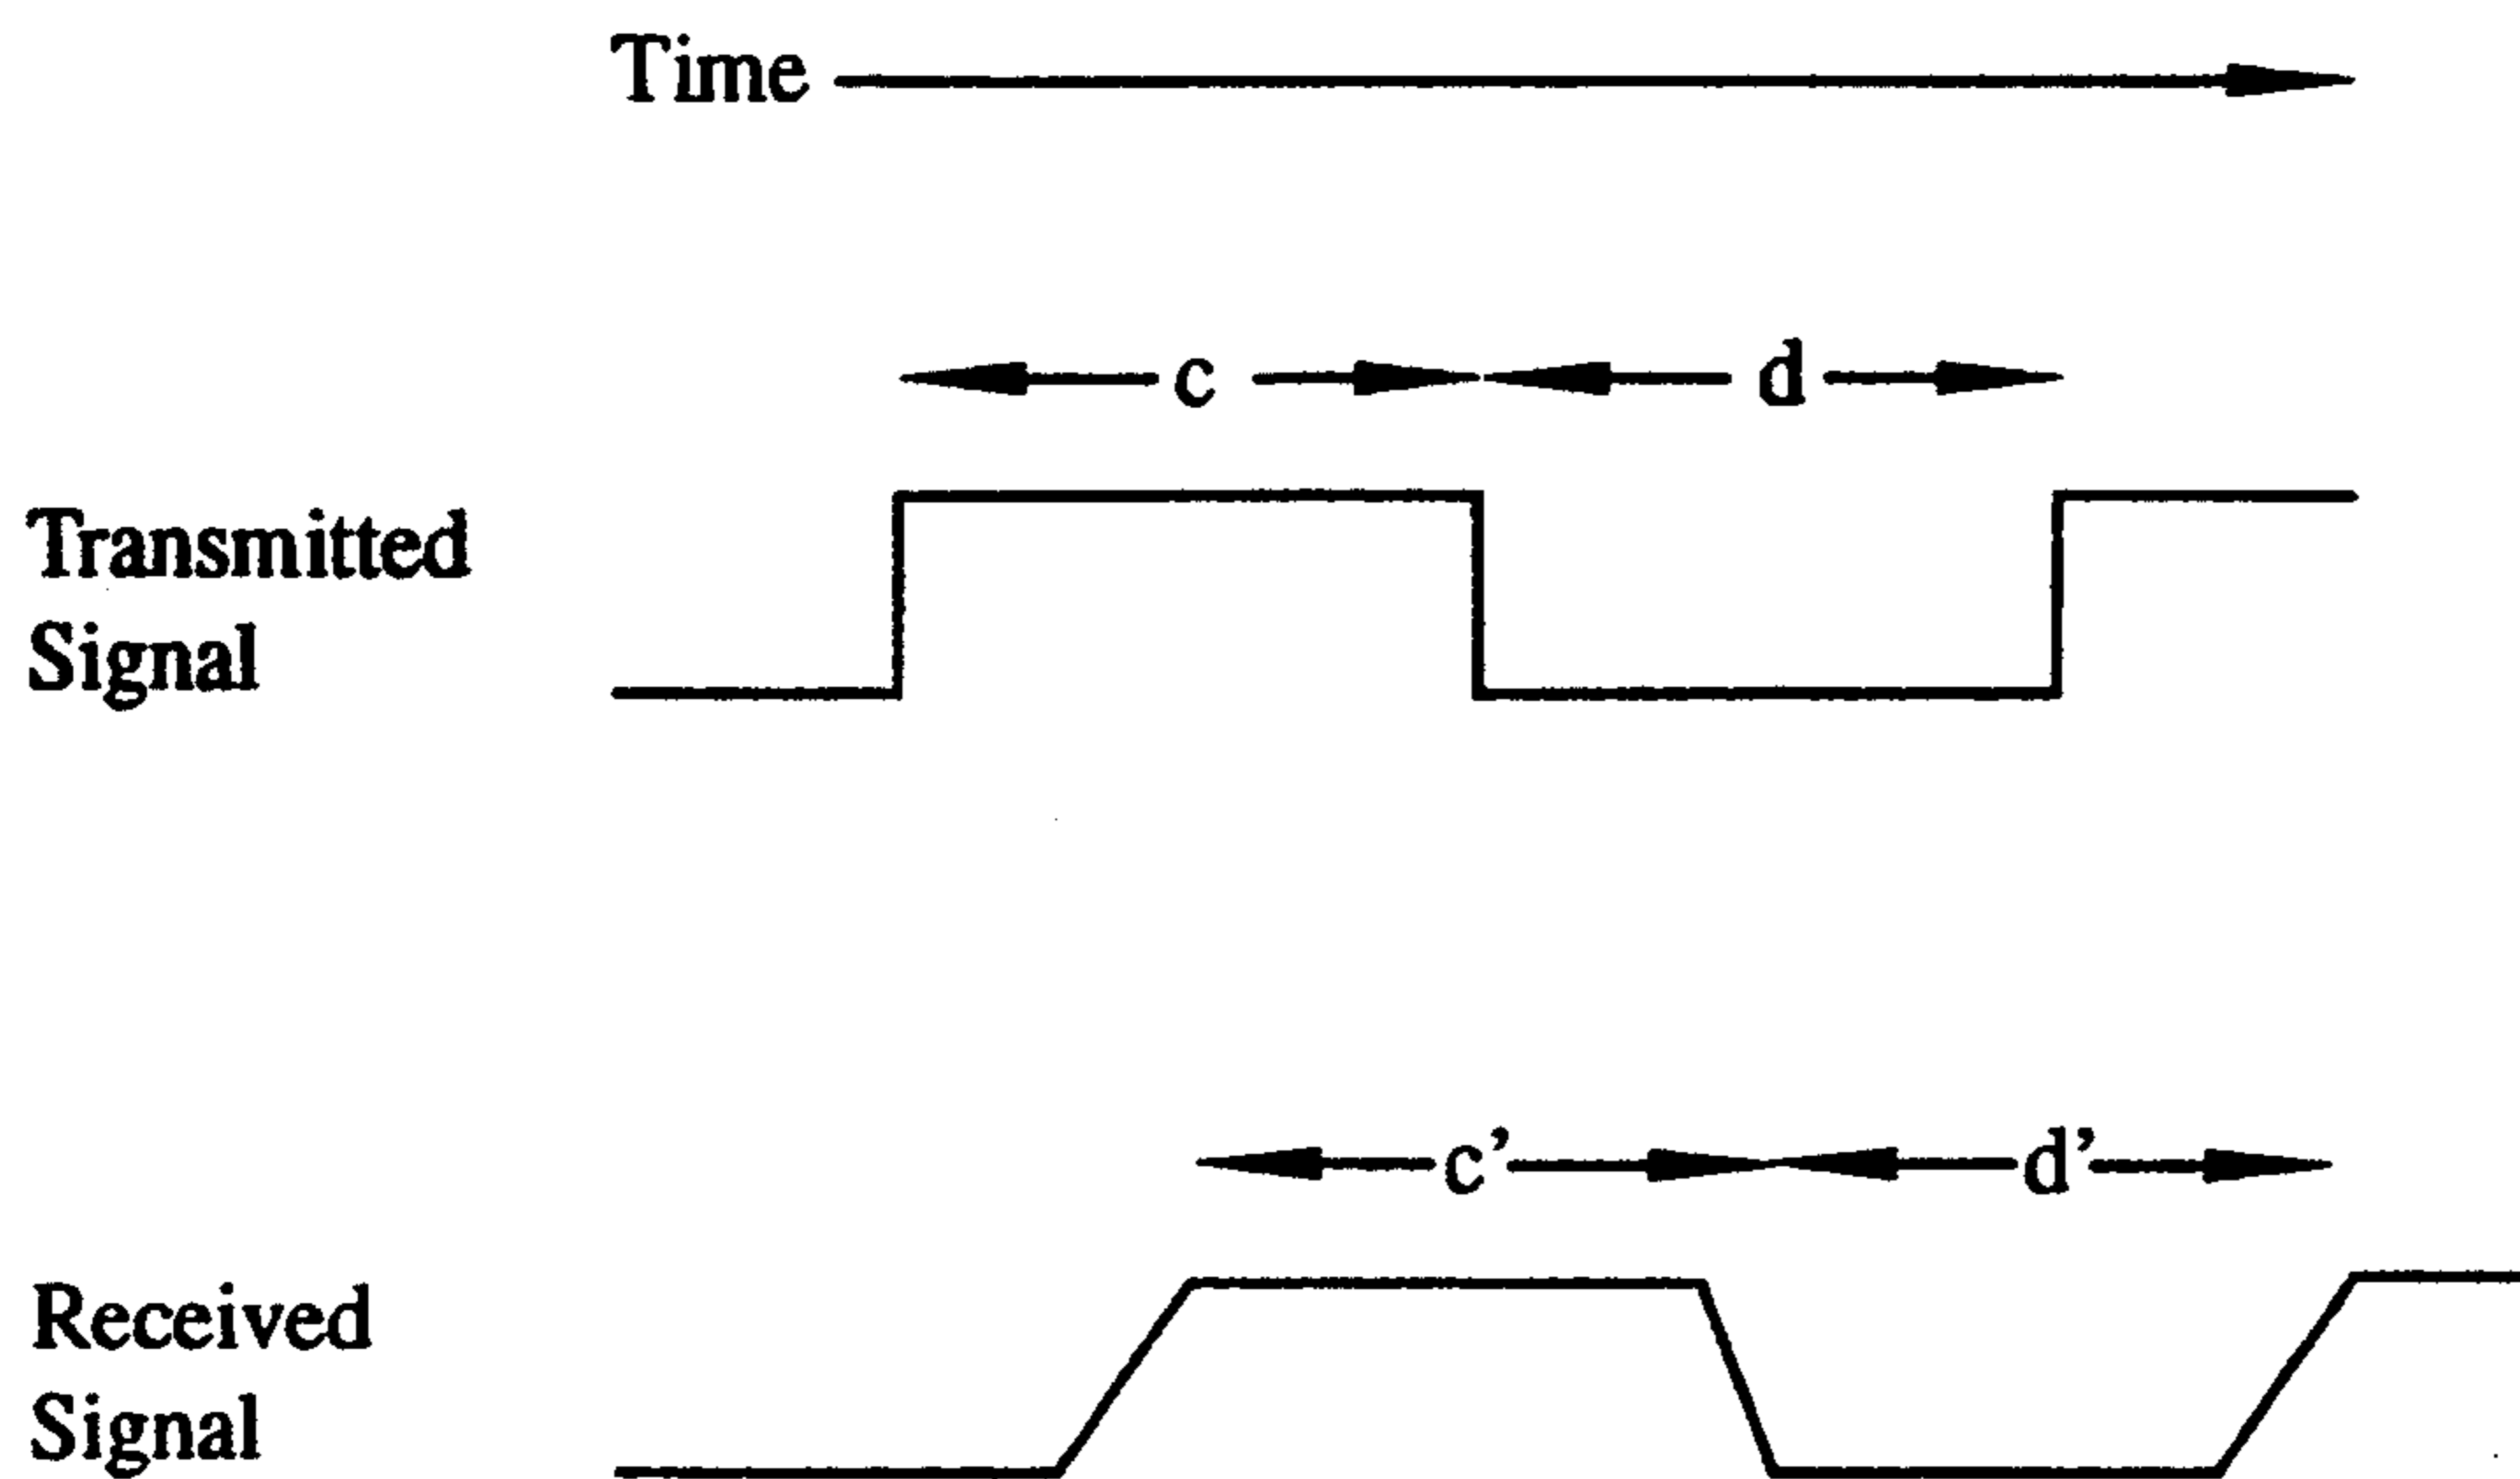 Time
c d
Transmitted
Signal
c’ d’
Received
Signal